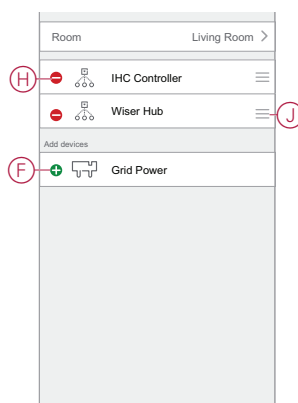 Room Living Room >
H IHC Controller
Wiser Hub J
Add devices
F Grid Power